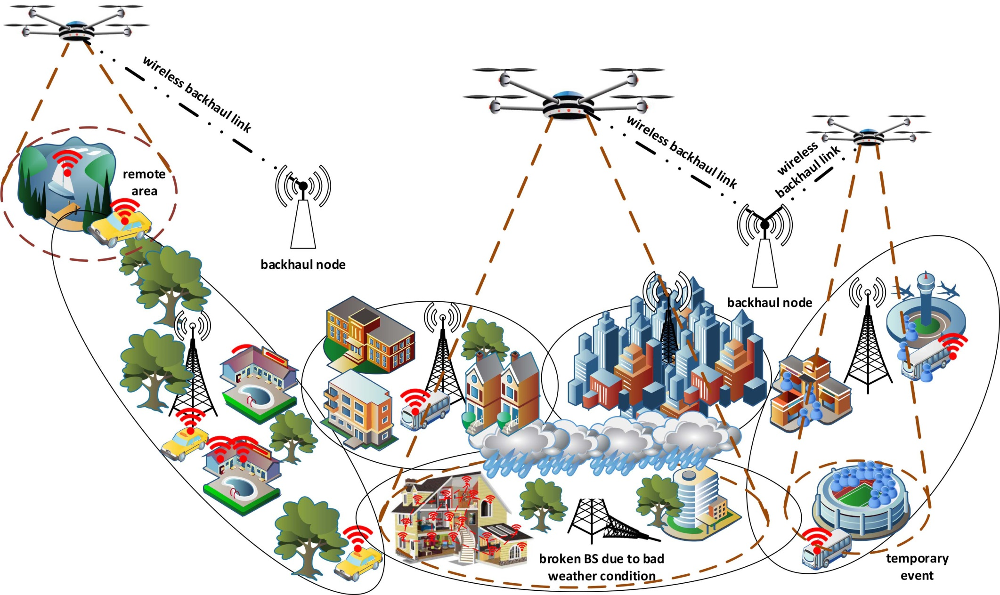 wireless backhaul link
wireless backhaul link
wireless
backhaul link
remote
area
backhaul node
backhaul node
broken BS due to bad
weather condition
temporary
event